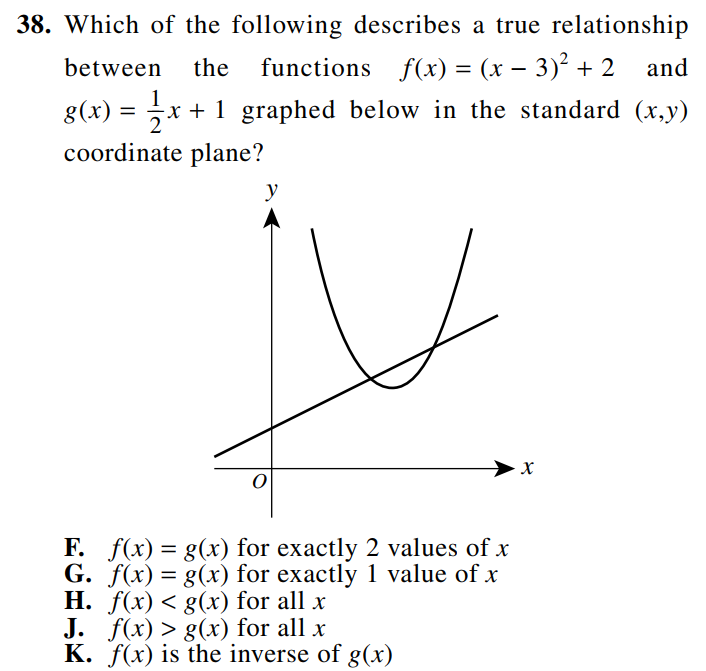 38. Which of the following describes a true relationship
between the functions f(x) = (x − 3)² + 2 and
g(x) = 1/2 x + 1 graphed below in the standard (x,y)
coordinate plane?
y
x
O
F. f(x) = g(x) for exactly 2 values of x
G. f(x) = g(x) for exactly 1 value of x
H. f(x) < g(x) for all x
J. f(x) > g(x) for all x
K. f(x) is the inverse of g(x)